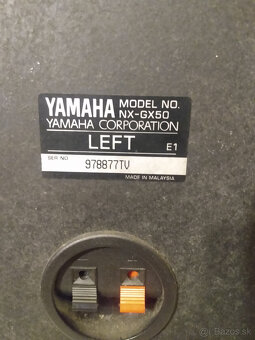 YAMAHA MODEL NO.
NX-GX50
YAMAHA CORPORATION
LEFT E1
SER NO 978877TV
MADE IN MALAYSIA
Bazos.sk